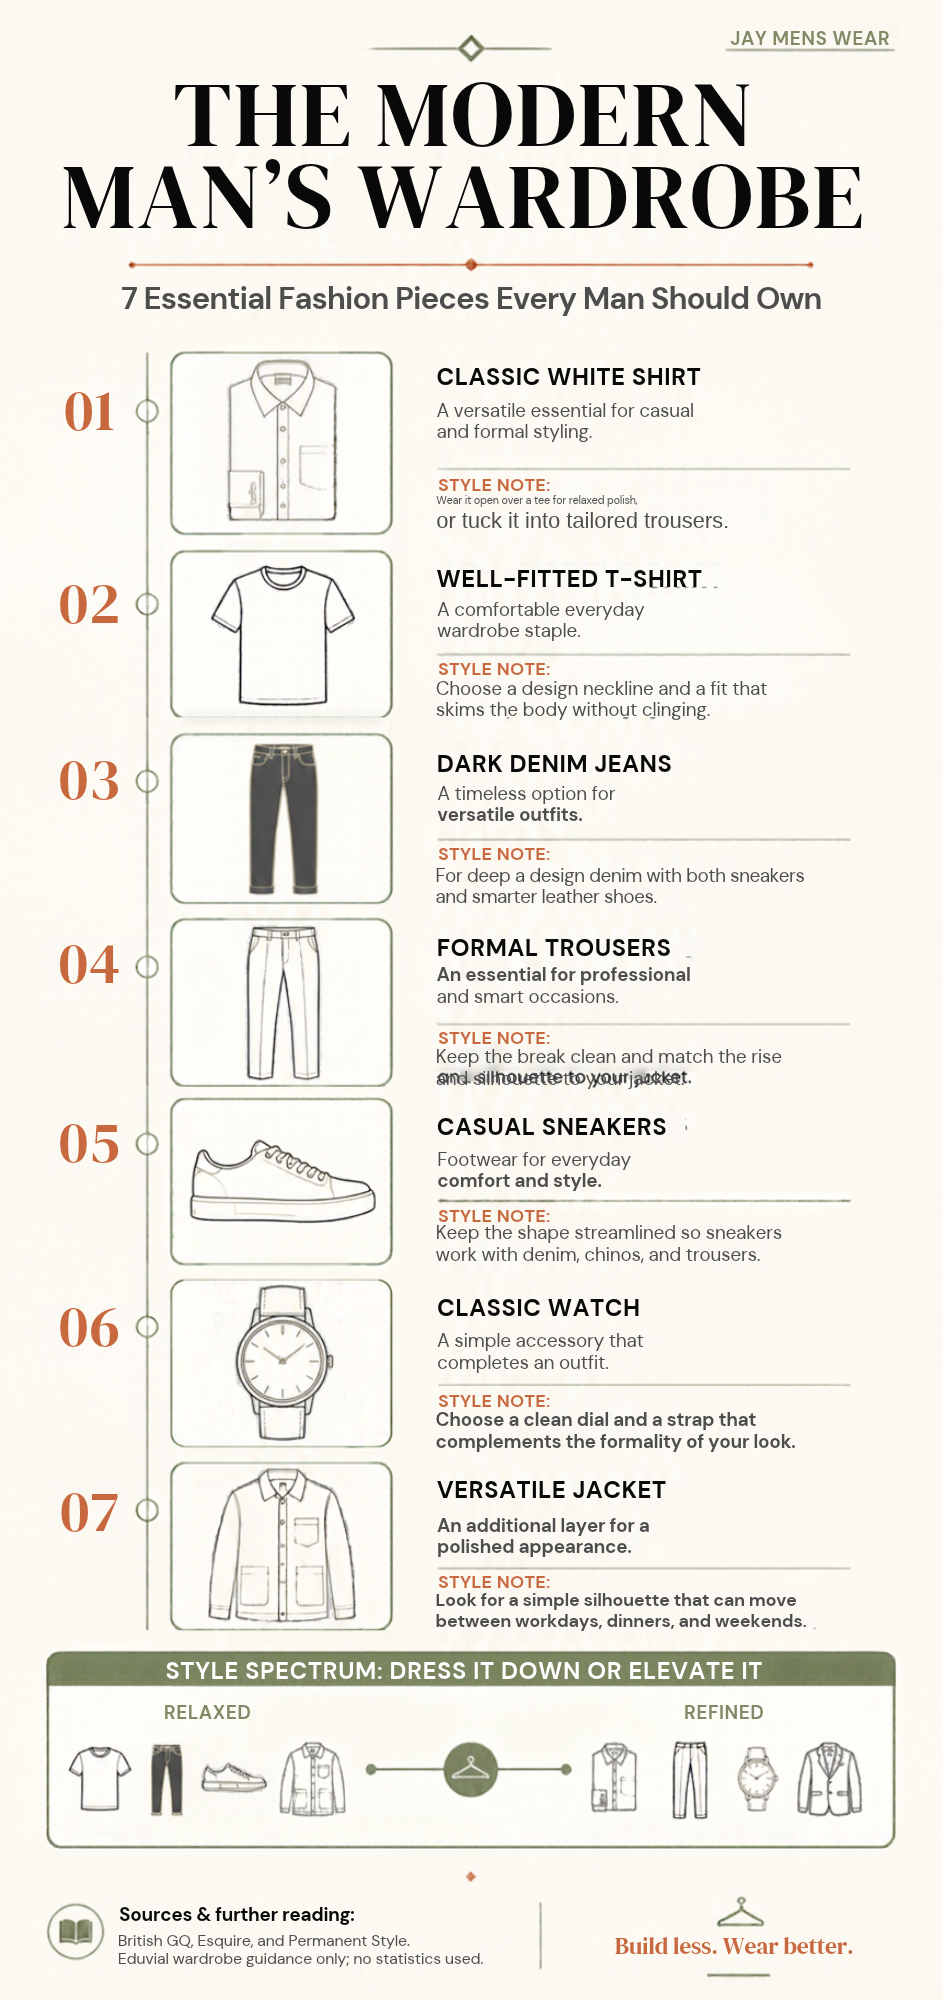 JAY MENS WEAR
THE MODERN
MAN'S WARDROBE
7 Essential Fashion Pieces Every Man Should Own
01
CLASSIC WHITE SHIRT
A versatile essential for casual
and formal styling.
STYLE NOTE:
Wear it open over a tee for relaxed polish,
or tuck it into tailored trousers.
02
WELL-FITTED T-SHIRT
A comfortable everyday
wardrobe staple.
STYLE NOTE:
Choose a design neckline and a fit that
skims the body without clinging.
03
DARK DENIM JEANS
A timeless option for
versatile outfits.
STYLE NOTE:
For deep a design denim with both sneakers
and smarter leather shoes.
04
FORMAL TROUSERS
An essential for professional
and smart occasions.
STYLE NOTE:
Keep the break clean and match the rise
and silhouette to your jacket.
05
CASUAL SNEAKERS
Footwear for everyday
comfort and style.
STYLE NOTE:
Keep the shape streamlined so sneakers
work with denim, chinos, and trousers.
06
CLASSIC WATCH
A simple accessory that
completes an outfit.
STYLE NOTE:
Choose a clean dial and a strap that
complements the formality of your look.
07
VERSATILE JACKET
An additional layer for a
polished appearance.
STYLE NOTE:
Look for a simple silhouette that can move
between workdays, dinners, and weekends.
STYLE SPECTRUM: DRESS IT DOWN OR ELEVATE IT
RELAXED
REFINED
Sources & further reading:
British GQ, Esquire, and Permanent Style.
Eduvial wardrobe guidance only; no statistics used.
Build less. Wear better.